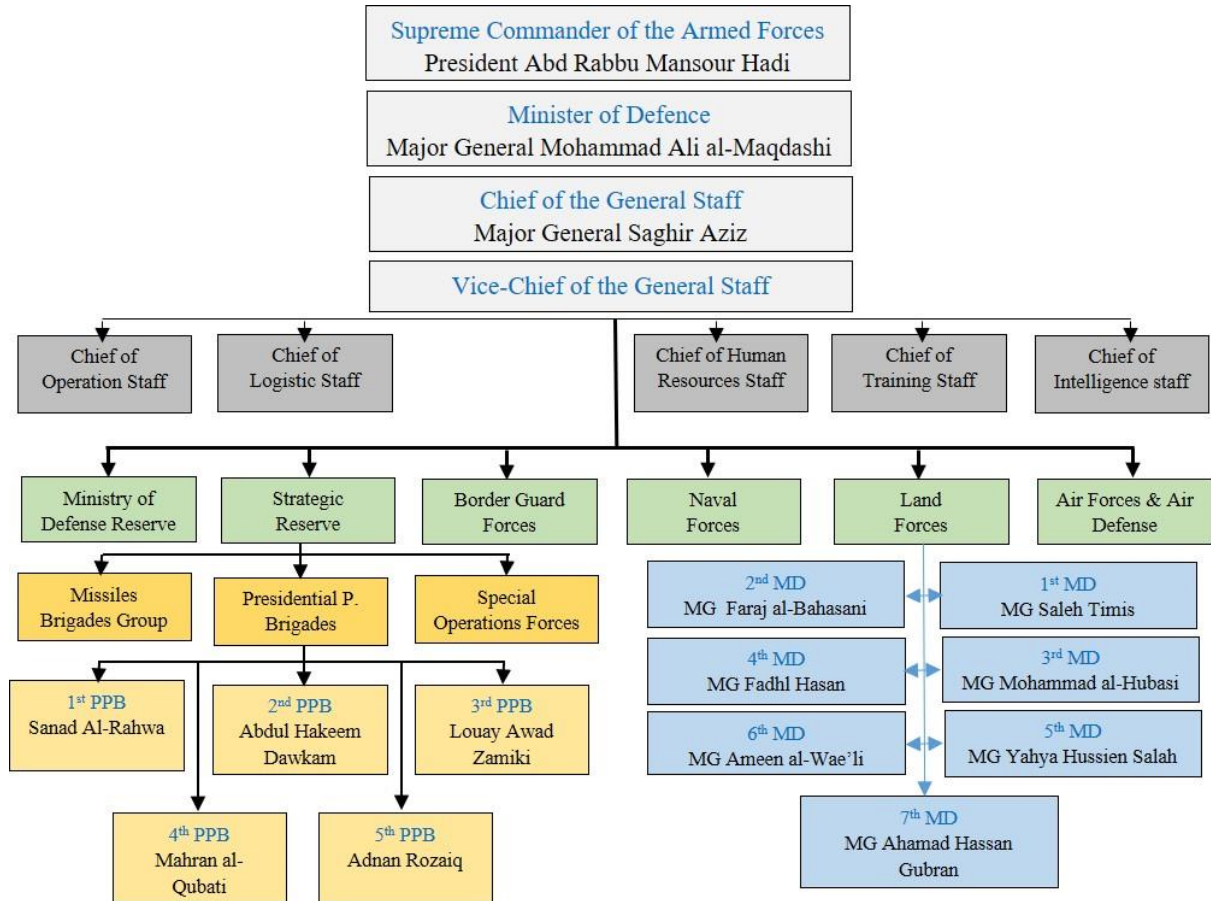 Supreme Commander of the Armed Forces
President Abd Rabbu Mansour Hadi
Minister of Defence
Major General Mohammad Ali al-Maqdashi
Chief of the General Staff
Major General Saghir Aziz
Vice-Chief of the General Staff
Chief of
Operation Staff
Chief of
Logistic Staff
Chief of Human
Resources Staff
Chief of
Training Staff
Chief of
Intelligence staff
Ministry of
Defense Reserve
Strategic
Reserve
Border Guard
Forces
Naval
Forces
Land
Forces
Air Forces & Air
Defense
Missiles
Brigades Group
Presidential P.
Brigades
Special
Operations Forces
1st PPB
Sanad Al-Rahwa
2nd PPB
Abdul Hakeem
Dawkam
3rd PPB
Louay Awad
Zamiki
4th PPB
Mahran al-
Qubati
5th PPB
Adnan Rozaiq
2nd MD
MG Faraj al-Bahasani
1st MD
MG Saleh Timis
4th MD
MG Fadhl Hasan
3rd MD
MG Mohammad al-Hubasi
6th MD
MG Ameen al-Wae’li
5th MD
MG Yahya Hussien Salah
7th MD
MG Ahamad Hassan
Gubran